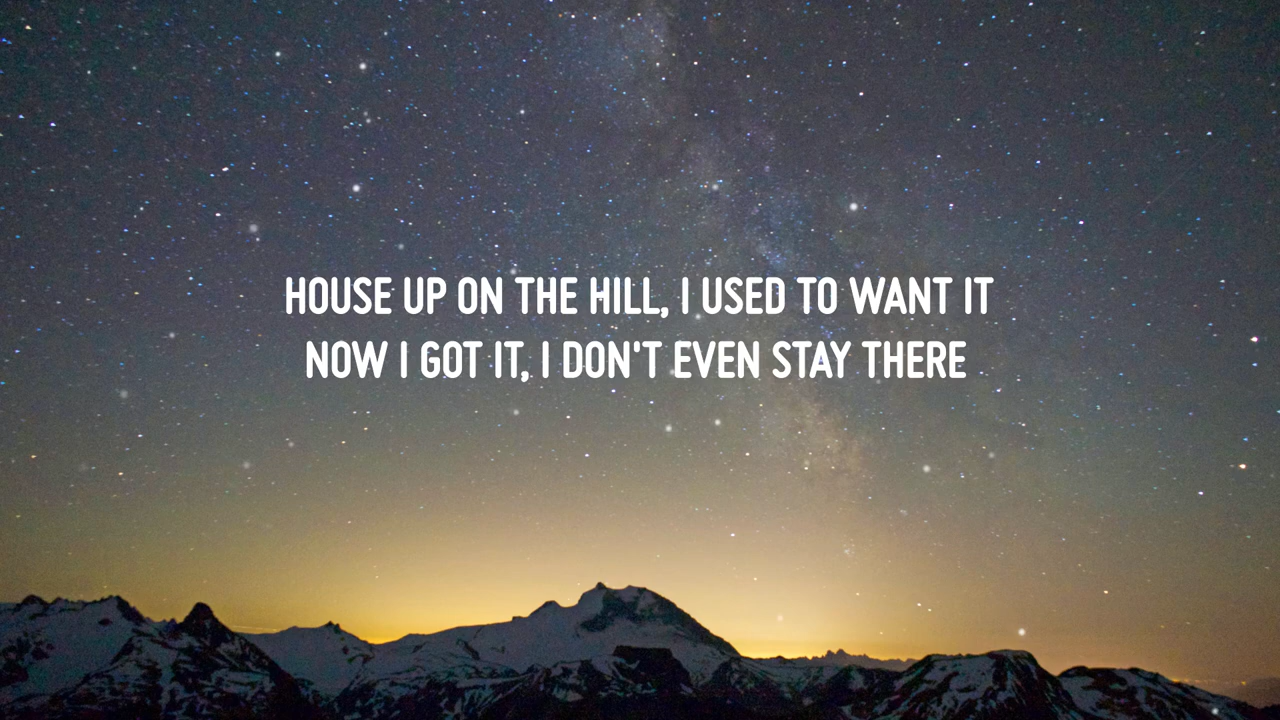 HOUSE UP ON THE HILL, I USED TO WANT IT
NOW I GOT IT, I DON'T EVEN STAY THERE